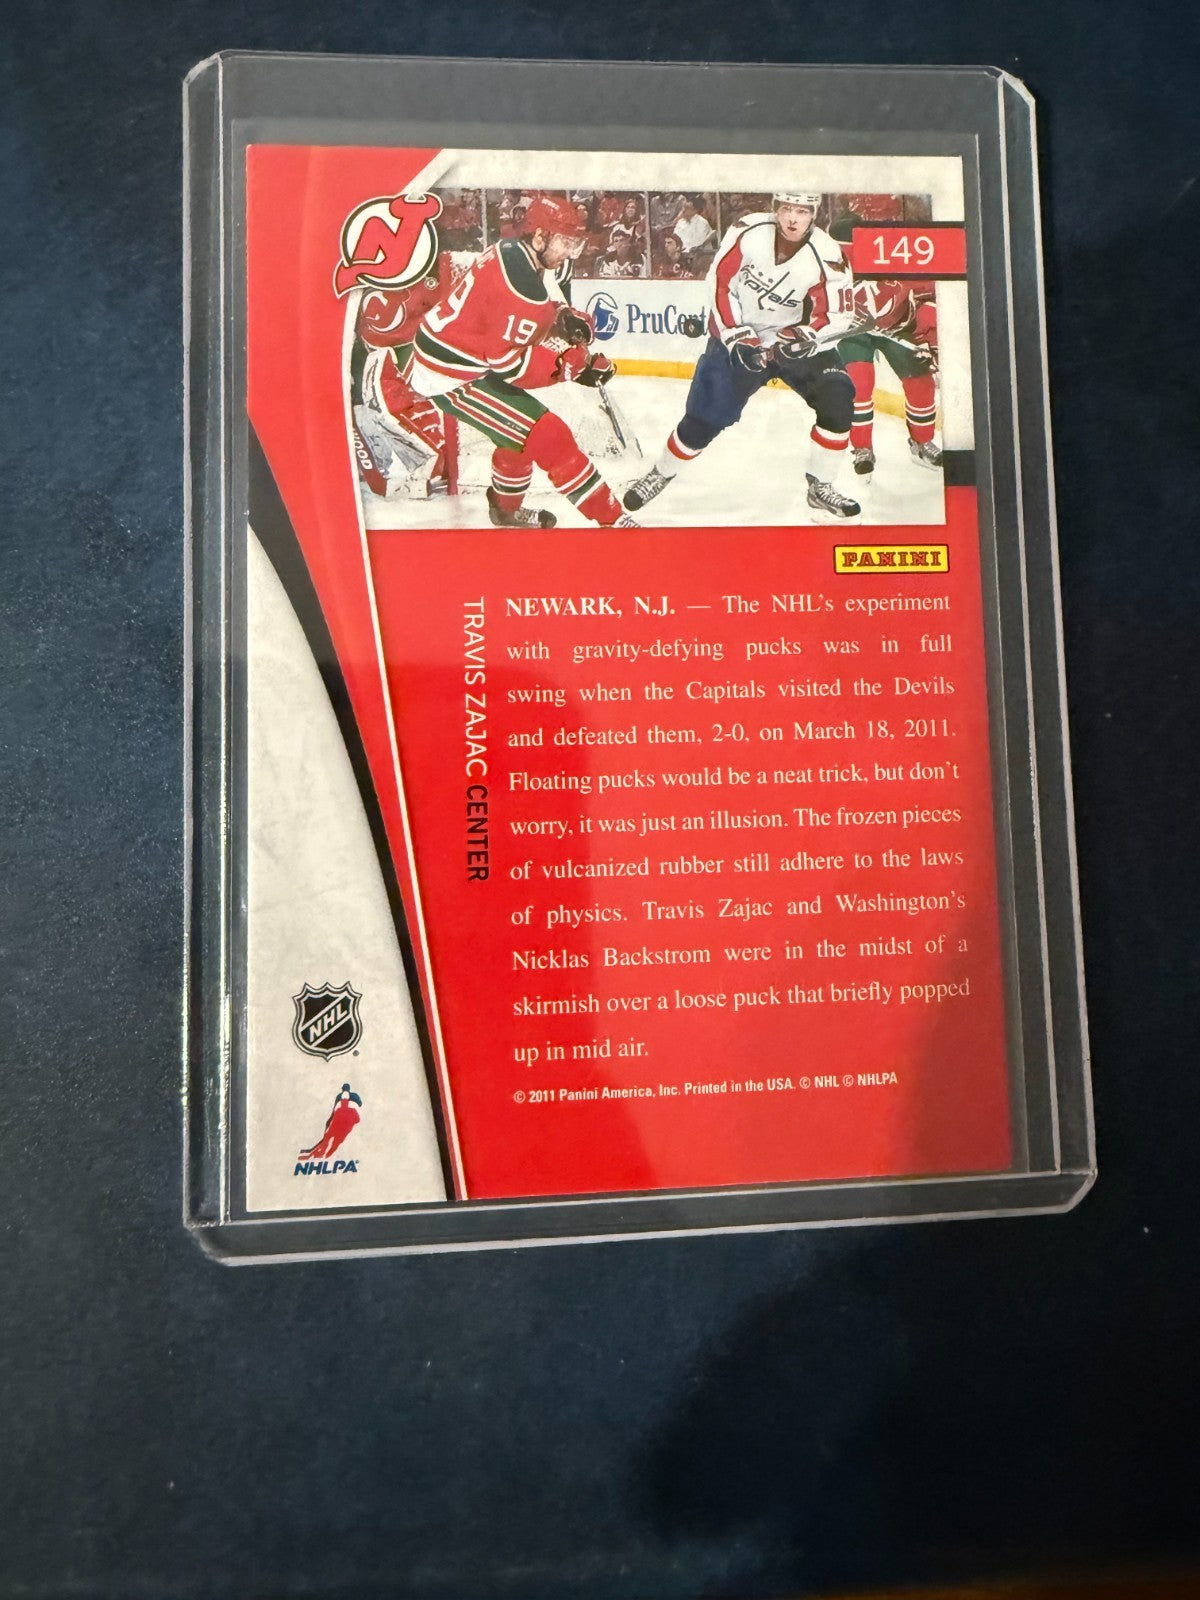 149
19
19
Capitals
19
PruCent
WOOD
PANINI
TRAVIS ZAJAC CENTER
NEWARK, N.J. — The NHL's experiment
with gravity-defying pucks was in full
swing when the Capitals visited the Devils
and defeated them, 2-0, on March 18, 2011.
Floating pucks would be a neat trick, but don't
worry, it was just an illusion. The frozen pieces
of vulcanized rubber still adhere to the laws
of physics. Travis Zajac and Washington's
Nicklas Backstrom were in the midst of a
skirmish over a loose puck that briefly popped
up in mid air.
© 2011 Panini America, Inc. Printed in the USA. © NHL © NHLPA
NHL
NHLPA